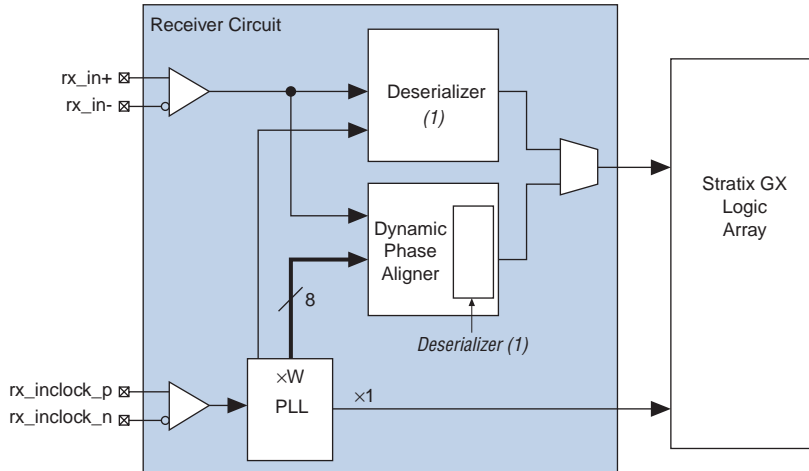 Receiver Circuit
rx_in+
rx_in-
Deserializer
(1)
Stratix GX
Logic
Array
Dynamic
Phase
Aligner
8
Deserializer (1)
rx_inclock_p
rx_inclock_n
×W
PLL
×1